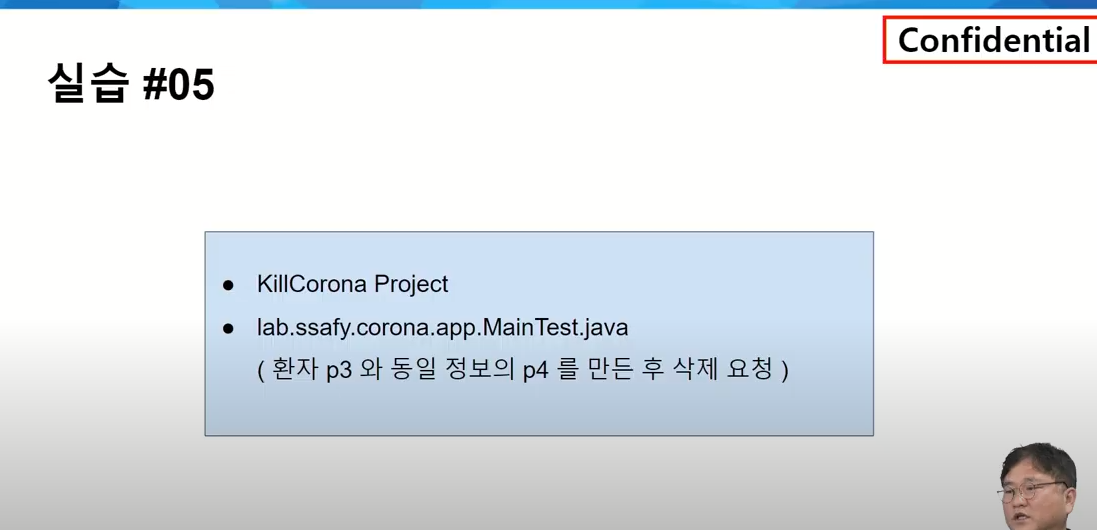 Confidential
실습 #05
● KillCorona Project
● lab.ssafy.corona.app.MainTest.java
( 환자 p3 와 동일 정보의 p4 를 만든 후 삭제 요청 )